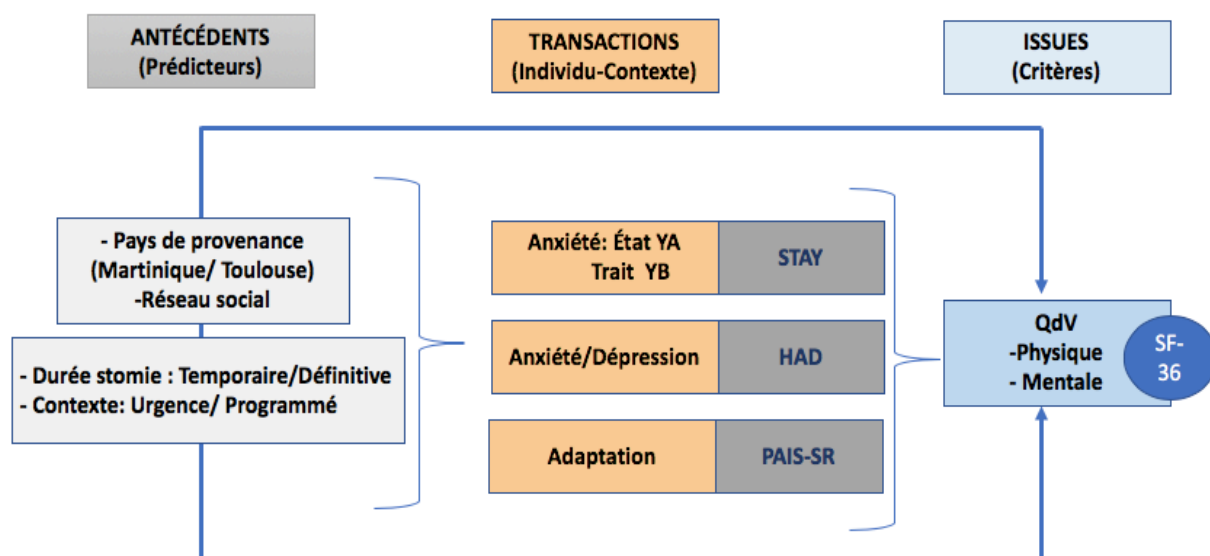 ANTÉCÉDENTS
(Prédicteurs)
TRANSACTIONS
(Individu-Contexte)
ISSUES
(Critères)
- Pays de provenance
(Martinique/ Toulouse)
-Réseau social
- Durée stomie : Temporaire/Définitive
- Contexte: Urgence/ Programmé
Anxiété: État YA
Trait YB
STAY
Anxiété/Dépression
HAD
Adaptation
PAIS-SR
QdV
-Physique
- Mentale
SF-
36